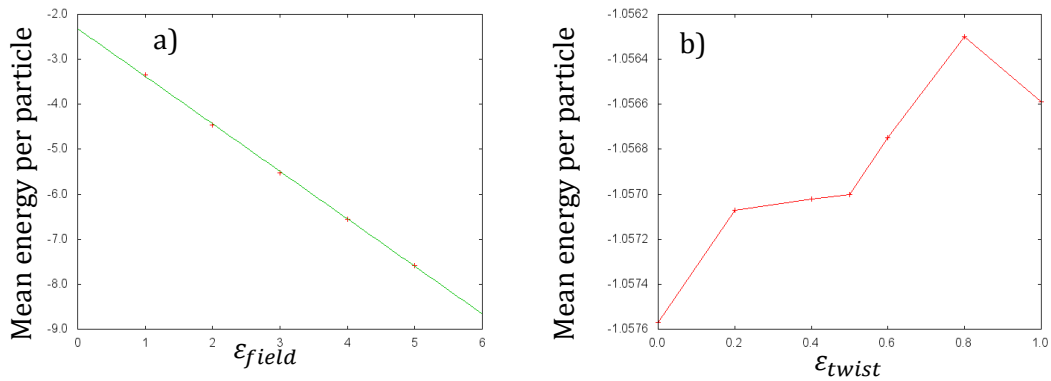 a)
Mean energy per particle
-2.0
-3.0
-4.0
-5.0
-6.0
-7.0
-8.0
-9.0
0 1 2 3 4 5 6
ε_field
b)
Mean energy per particle
-1.0562
-1.0564
-1.0566
-1.0568
-1.0570
-1.0572
-1.0574
-1.0576
0.0 0.2 0.4 0.6 0.8 1.0
ε_twist